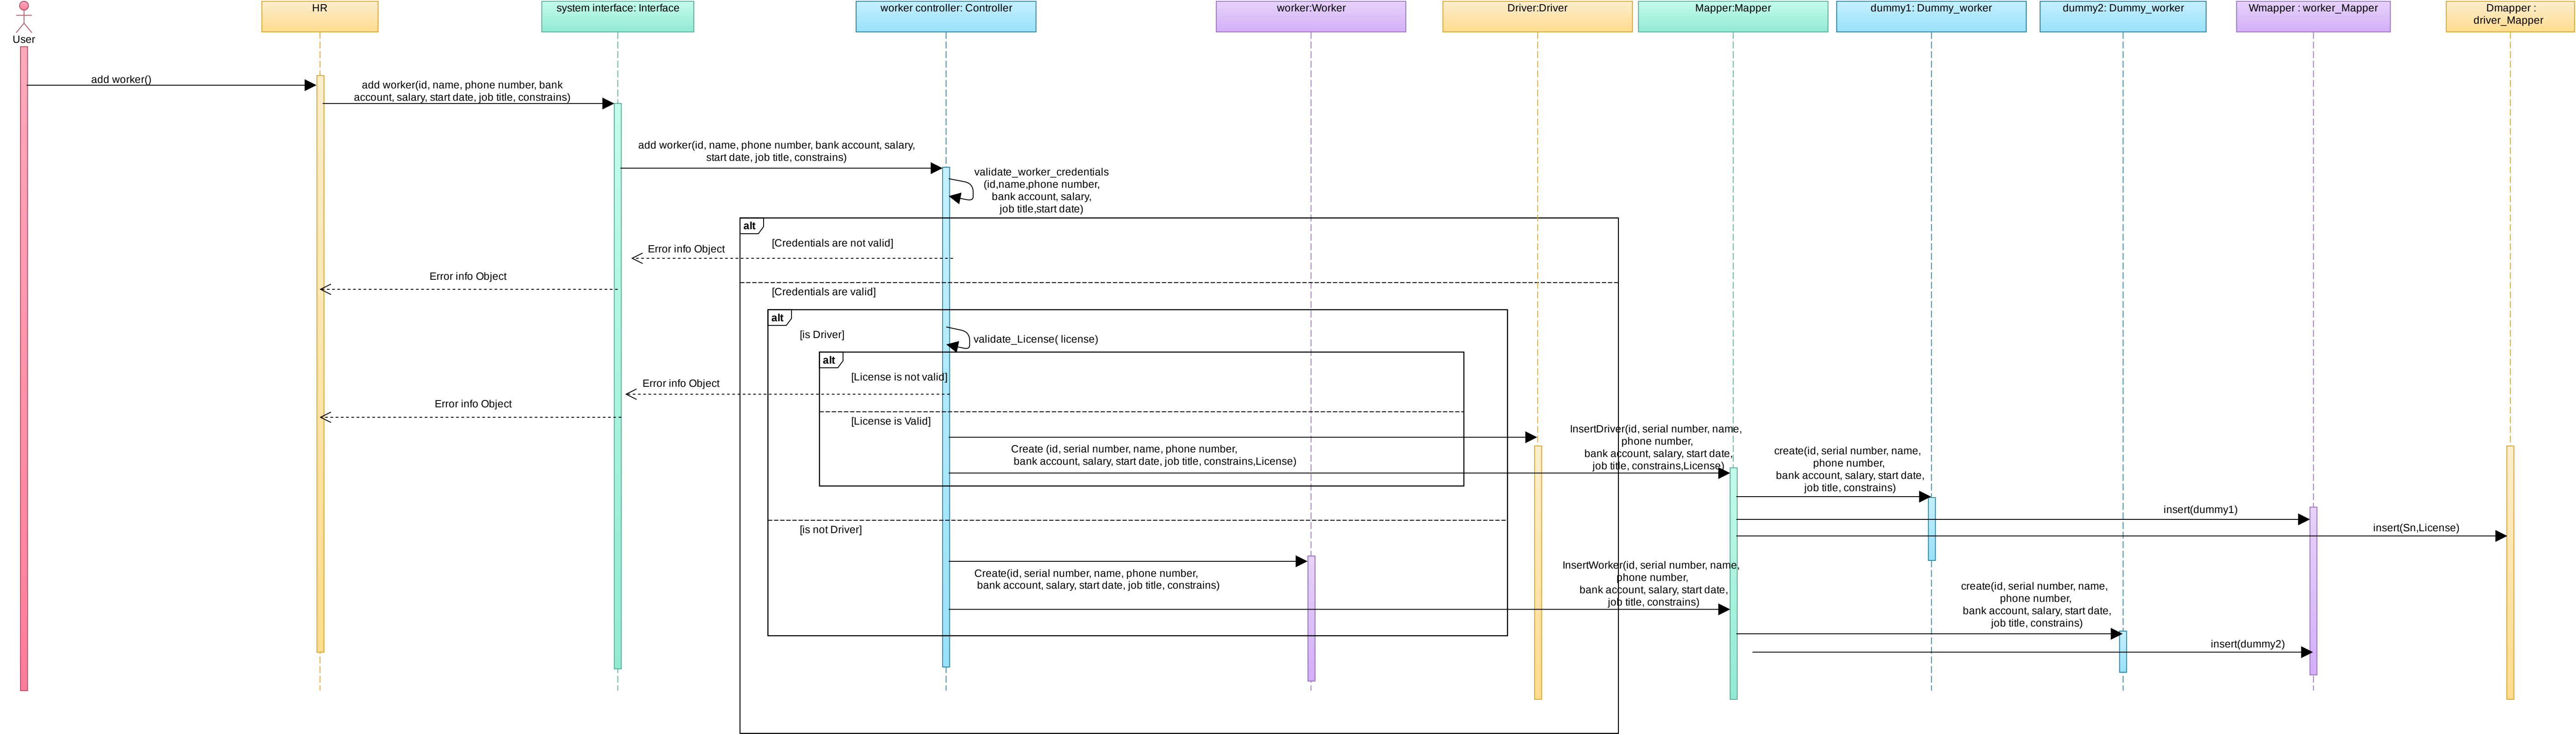 User
HR
system interface: Interface
worker controller: Controller
worker:Worker
Driver:Driver
Mapper:Mapper
dummy1: Dummy_worker
dummy2: Dummy_worker
Wmapper : worker_Mapper
Dmapper :
driver_Mapper
add worker()
add worker(id, name, phone number, bank
account, salary, start date, job title, constrains)
add worker(id, name, phone number, bank account, salary,
start date, job title, constrains)
validate_worker_credentials
(id,name,phone number,
bank account, salary,
job title,start date)
alt
[Credentials are not valid]
Error info Object
Error info Object
[Credentials are valid]
alt
[is Driver]
validate_License( license)
alt
[License is not valid]
Error info Object
Error info Object
[License is Valid]
Create (id, serial number, name, phone number,
bank account, salary, start date, job title, constrains,License)
InsertDriver(id, serial number, name,
phone number,
bank account, salary, start date,
job title, constrains,License)
create(id, serial number, name,
phone number,
bank account, salary, start date,
job title, constrains)
insert(dummy1)
insert(Sn,License)
[is not Driver]
Create(id, serial number, name, phone number,
bank account, salary, start date, job title, constrains)
InsertWorker(id, serial number, name,
phone number,
bank account, salary, start date,
job title, constrains)
create(id, serial number, name,
phone number,
bank account, salary, start date,
job title, constrains)
insert(dummy2)